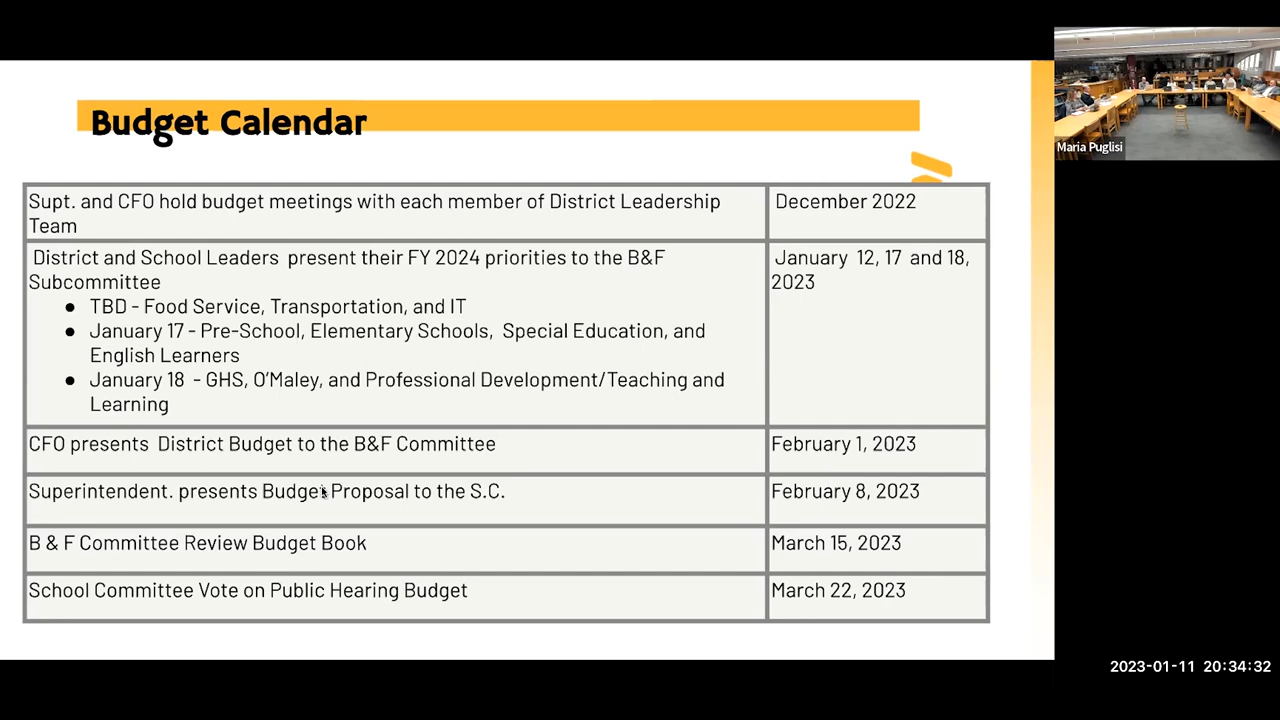 Budget Calendar
Supt. and CFO hold budget meetings with each member of District Leadership
Team
December 2022
District and School Leaders present their FY 2024 priorities to the B&F
Subcommittee
● TBD - Food Service, Transportation, and IT
● January 17 - Pre-School, Elementary Schools, Special Education, and
English Learners
● January 18 - GHS, O'Maley, and Professional Development/Teaching and
Learning
January 12, 17 and 18,
2023
CFO presents District Budget to the B&F Committee
February 1, 2023
Superintendent. presents Budget Proposal to the S.C.
February 8, 2023
B & F Committee Review Budget Book
March 15, 2023
School Committee Vote on Public Hearing Budget
March 22, 2023
Maria Puglisi
2023-01-11 20:34:32